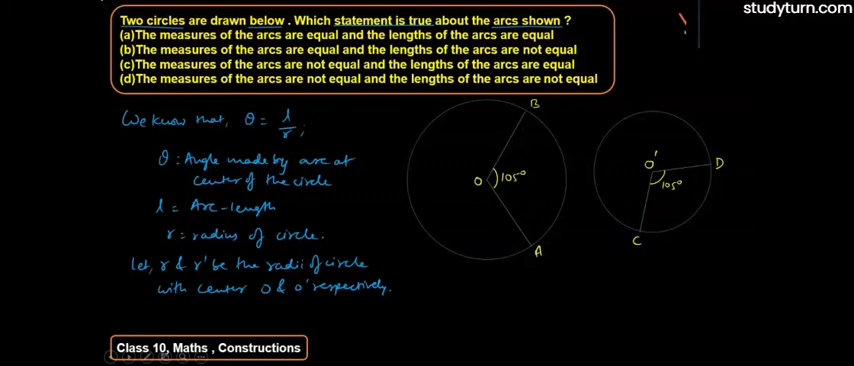 studyturn.com
Two circles are drawn below . Which statement is true about the arcs shown ?
(a)The measures of the arcs are equal and the lengths of the arcs are equal
(b)The measures of the arcs are equal and the lengths of the arcs are not equal
(c)The measures of the arcs are not equal and the lengths of the arcs are equal
(d)The measures of the arcs are not equal and the lengths of the arcs are not equal
We know that, θ = l/r ;
θ : Angle made by arc at
center of the circle
l = Arc-length
r = radius of circle.
let, r & r' be the radii of circle
with center O & O' respectively.
B
O 105°
A
O'
D
105°
C
Class 10, Maths , Constructions